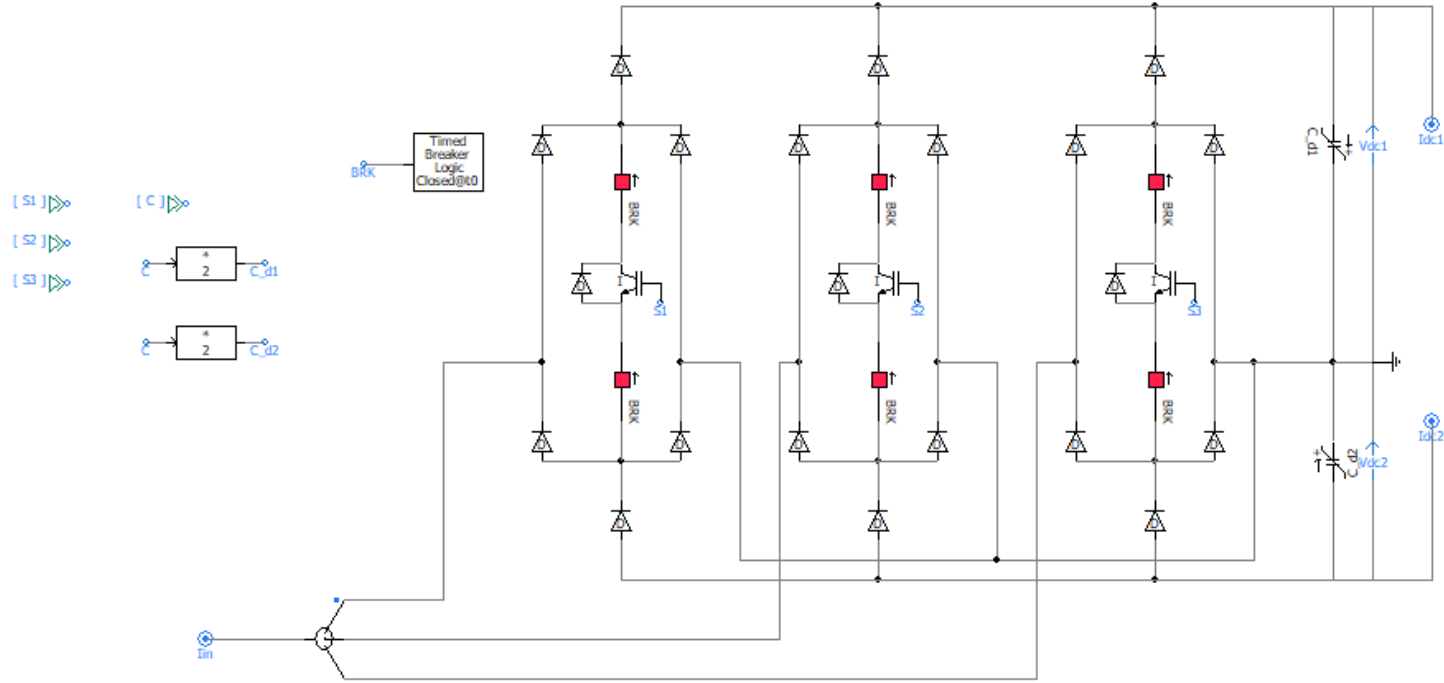 Timed
Breaker
Logic
Closed@t0
BRK
[ S1 ]
[ S2 ]
[ S3 ]
[ C ]
C
*
2
C_d1
C
*
2
C_d2
D
D
D
D
D
D
D
D
D
BRK
BRK
BRK
D
I
S1
D
I
S2
D
I
S3
BRK
BRK
BRK
D
D
D
D
D
D
D
D
D
C_d1
Vdc1
Idc1
C_d2
Vdc2
Idc2
Iin